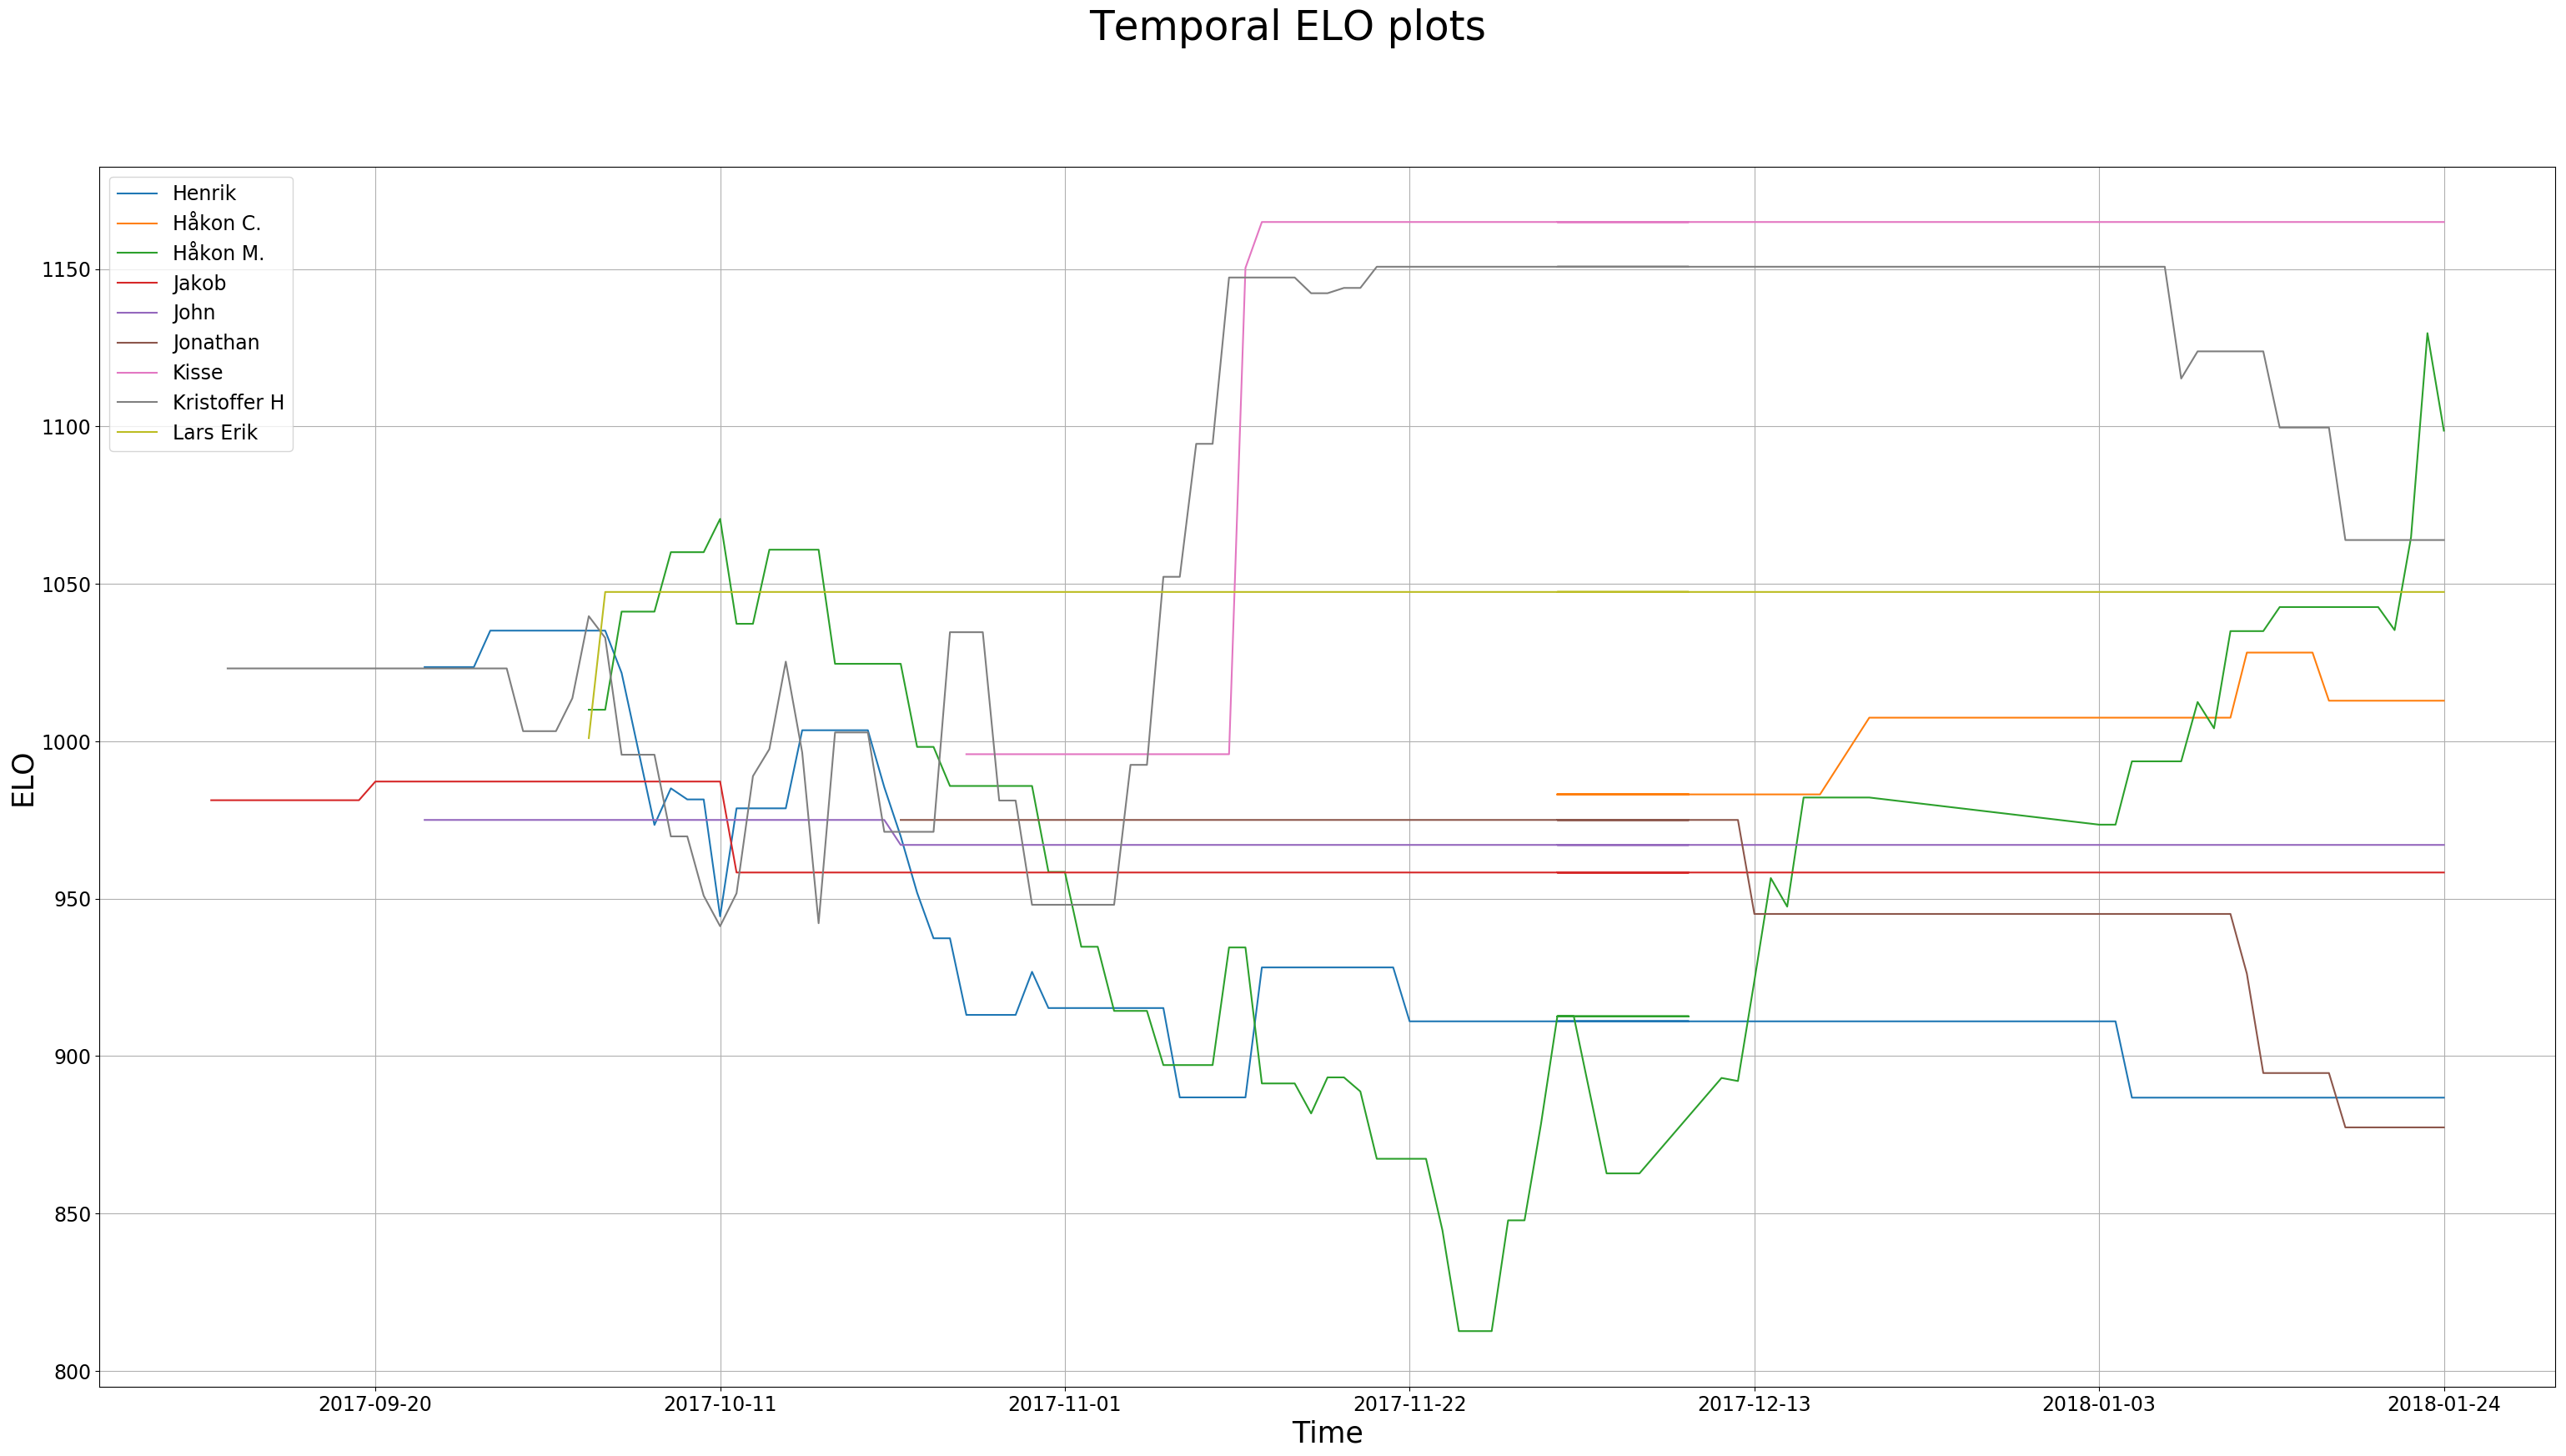 Temporal ELO plots
Henrik
Håkon C.
Håkon M.
Jakob
John
Jonathan
Kisse
Kristoffer H
Lars Erik
1150
1100
1050
1000
950
900
850
800
ELO
2017-09-20 2017-10-11 2017-11-01 2017-11-22 2017-12-13 2018-01-03 2018-01-24
Time